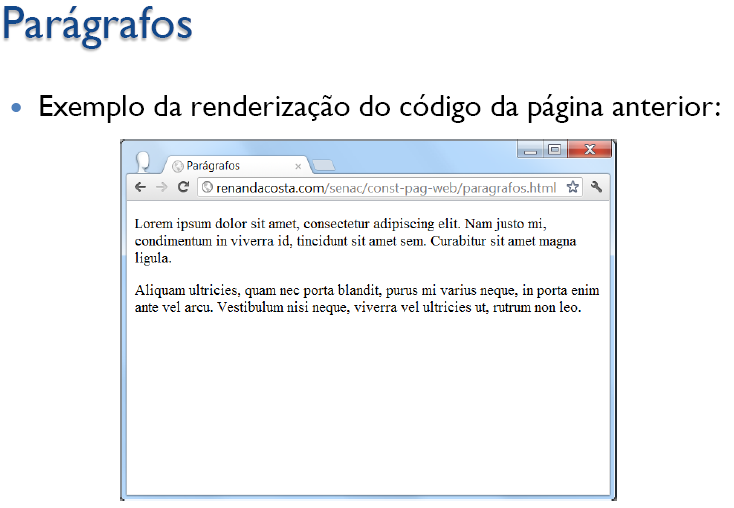 Parágrafos
• Exemplo da renderização do código da página anterior:
Parágrafos
renandacosta.com/senac/const-pag-web/paragrafos.html
Lorem ipsum dolor sit amet, consectetur adipiscing elit. Nam justo mi,
condimentum in viverra id, tincidunt sit amet sem. Curabitur sit amet magna
ligula.
Aliquam ultricies, quam nec porta blandit, purus mi varius neque, in porta enim
ante vel arcu. Vestibulum nisi neque, viverra vel ultricies ut, rutrum non leo.